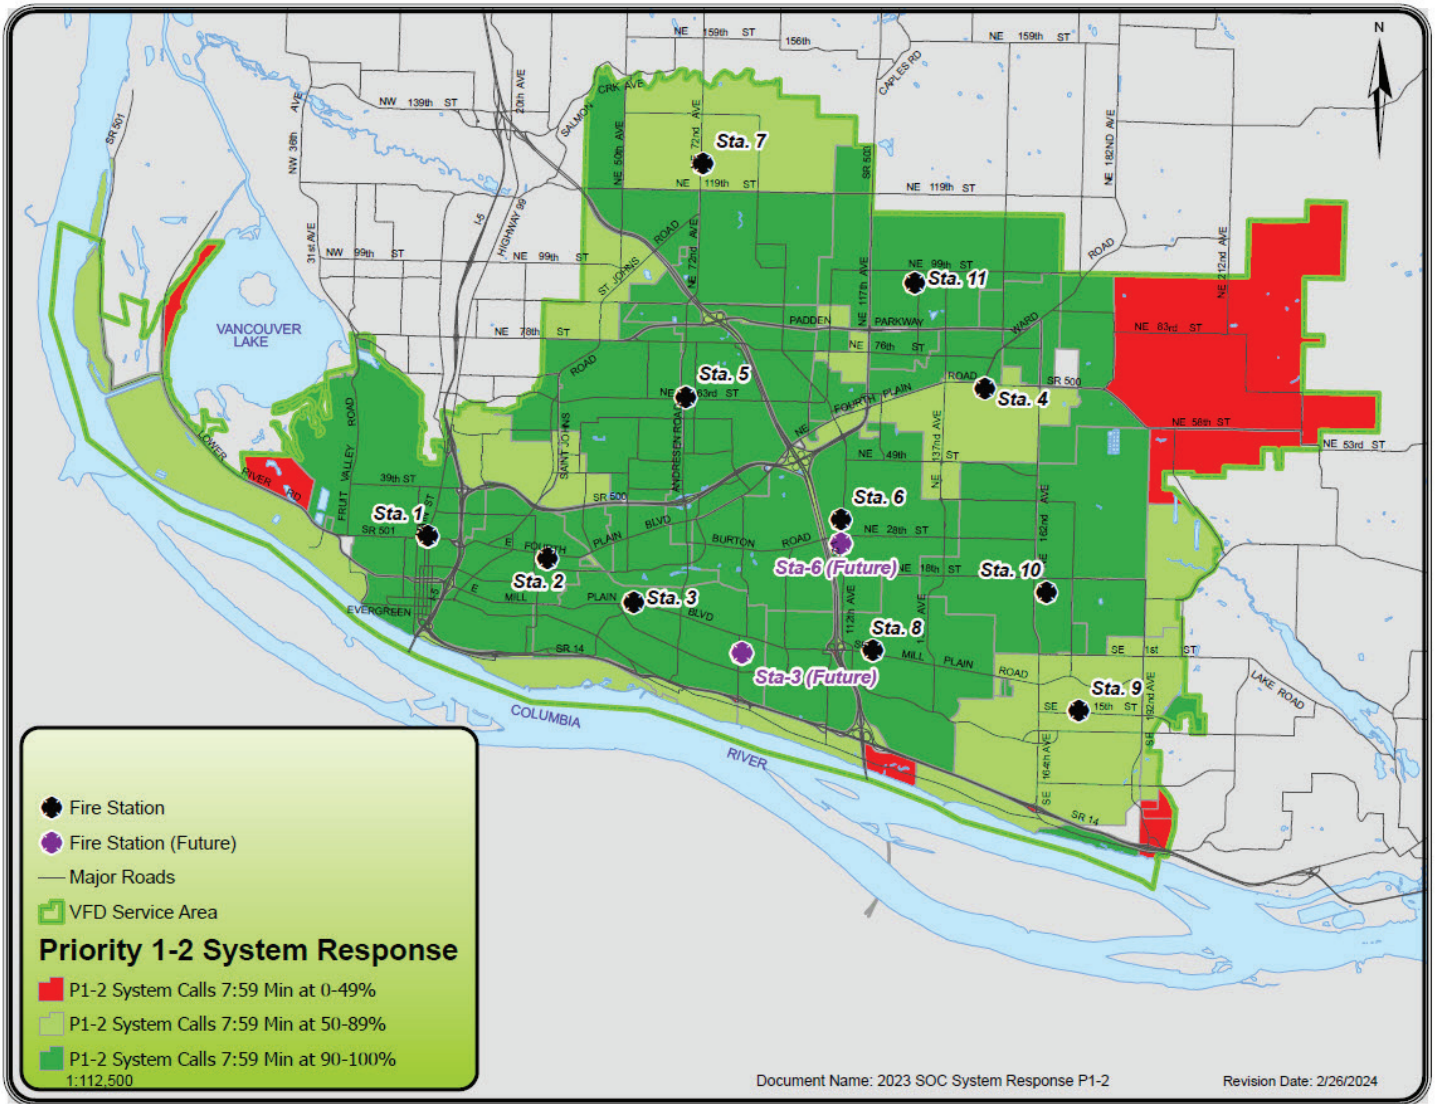 NE 159th ST
156th
NE 159th ST
N
CAPLES RD
CRK AVE
SALMON
20th AVE
NW 139th ST
NW 36th AVE
SR 501
NE 50th AVE
NE 72nd AVE
Sta. 7
SR 503
NE 182ND AVE
NE 119th ST
NE 119th ST
I-5
HIGHWAY 99
31st AVE
NW 99th ST
NE 99th ST
ST JOHNS ROAD
NE 72nd AVE
NE 117th AVE
NE 99th ST
Sta. 11
WARD ROAD
NE 212nd AVE
VANCOUVER
LAKE
NE 78th ST
PADDEN PARKWAY
NE 76th ST
NE 83rd ST
ROAD
Sta. 5
NE 63rd ST
NE FOURTH PLAIN ROAD
SR 500
Sta. 4
FRUIT VALLEY ROAD
SAINT JOHNS
ANDRESEN ROAD
NE 137nd AVE
NE 58th ST
NE 53rd ST
LOWER RIVER RD
39th ST
NE 49th ST
SR 500
Sta. 1
SR 501
Sta. 6
NE 162nd AVE
E FOURTH PLAIN BLVD
BURTON ROAD
NE 28th ST
Sta-6 (Future)
NE 18th ST
Sta. 10
Sta. 2
E MILL PLAIN BLVD
Sta. 3
EVERGREEN
I-5
112th AVE
AVE
Sta. 8
SE MILL PLAIN ROAD
SE 1st ST
SR 14
Sta-3 (Future)
Sta. 9
SE 15th ST
SE 192nd AVE
LAKE ROAD
SE 164th AVE
COLUMBIA
RIVER
SR 14
Fire Station
Fire Station (Future)
Major Roads
VFD Service Area
Priority 1-2 System Response
P1-2 System Calls 7:59 Min at 0-49%
P1-2 System Calls 7:59 Min at 50-89%
P1-2 System Calls 7:59 Min at 90-100%
1:112,500
Document Name: 2023 SOC System Response P1-2
Revision Date: 2/26/2024